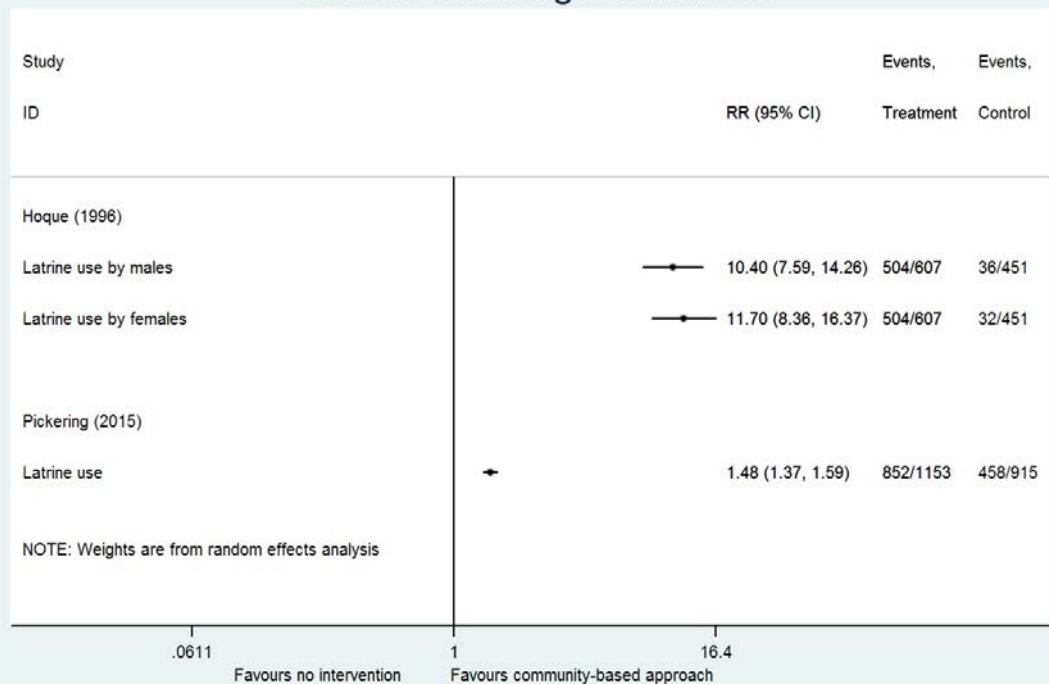 Study Events, Events,
ID RR (95% CI) Treatment Control
Hoque (1996)
Latrine use by males 10.40 (7.59, 14.26) 504/607 36/451
Latrine use by females 11.70 (8.36, 16.37) 504/607 32/451
Pickering (2015)
Latrine use 1.48 (1.37, 1.59) 852/1153 458/915
NOTE: Weights are from random effects analysis
.0611 1 16.4
Favours no intervention Favours community-based approach